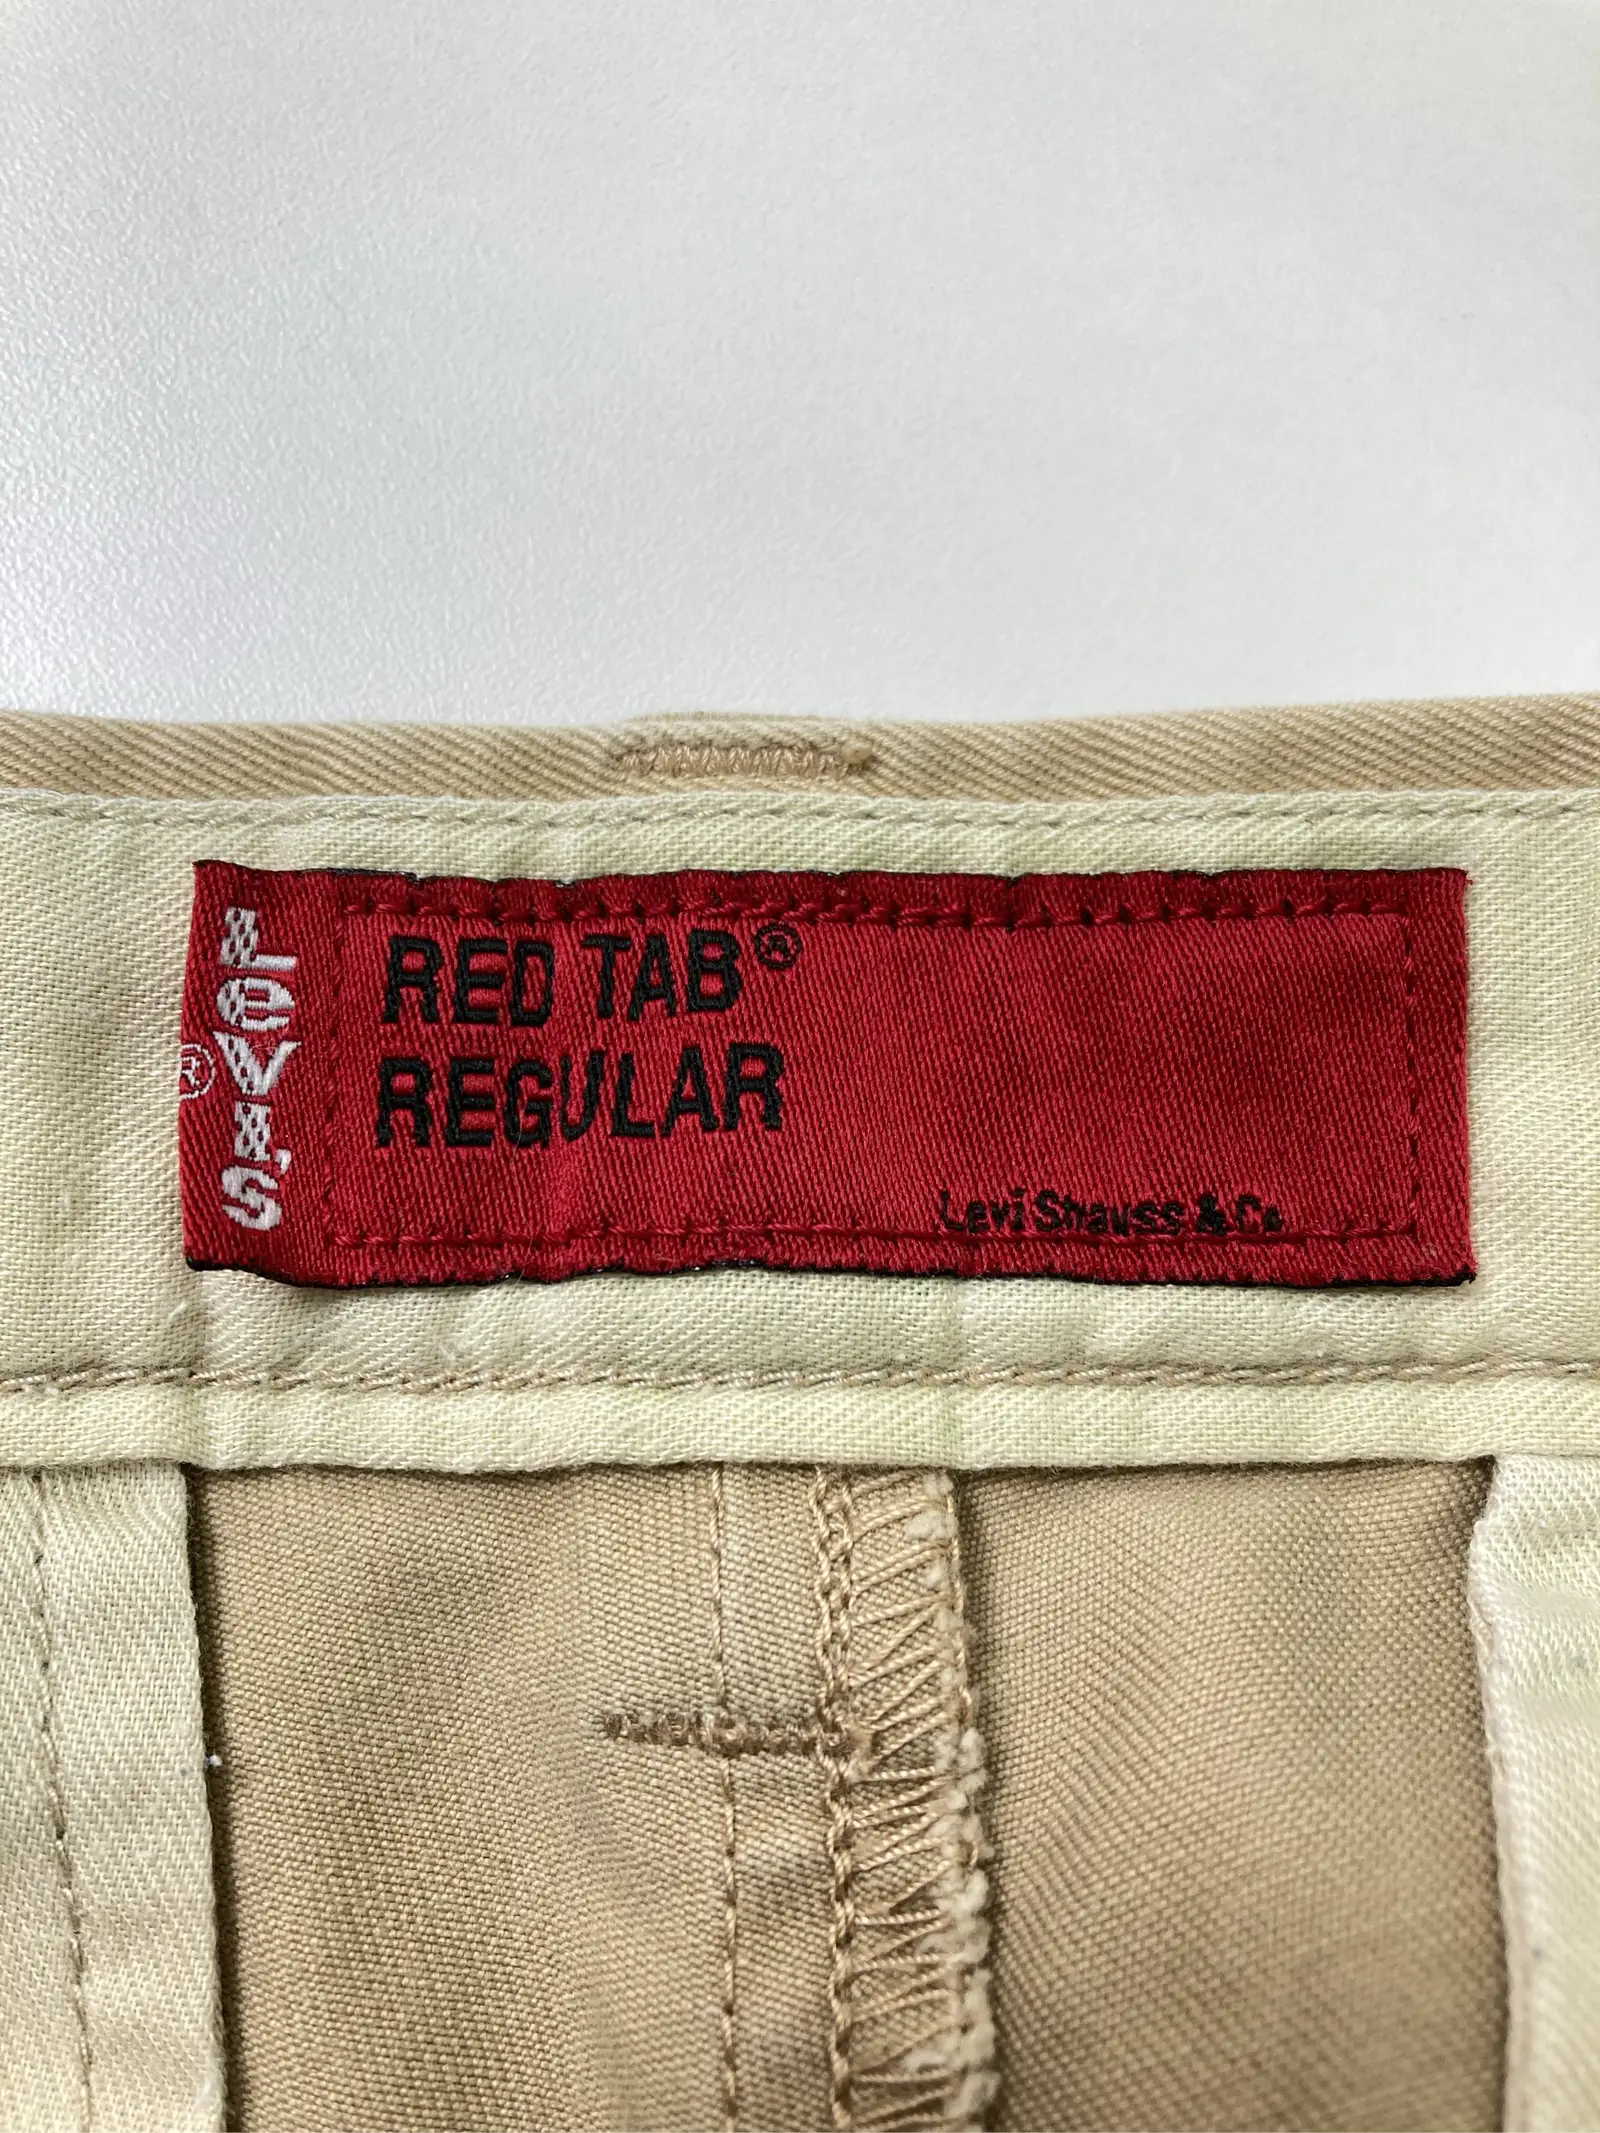 LEVI'S®
RED TAB®
REGULAR
Levi Strauss & Co